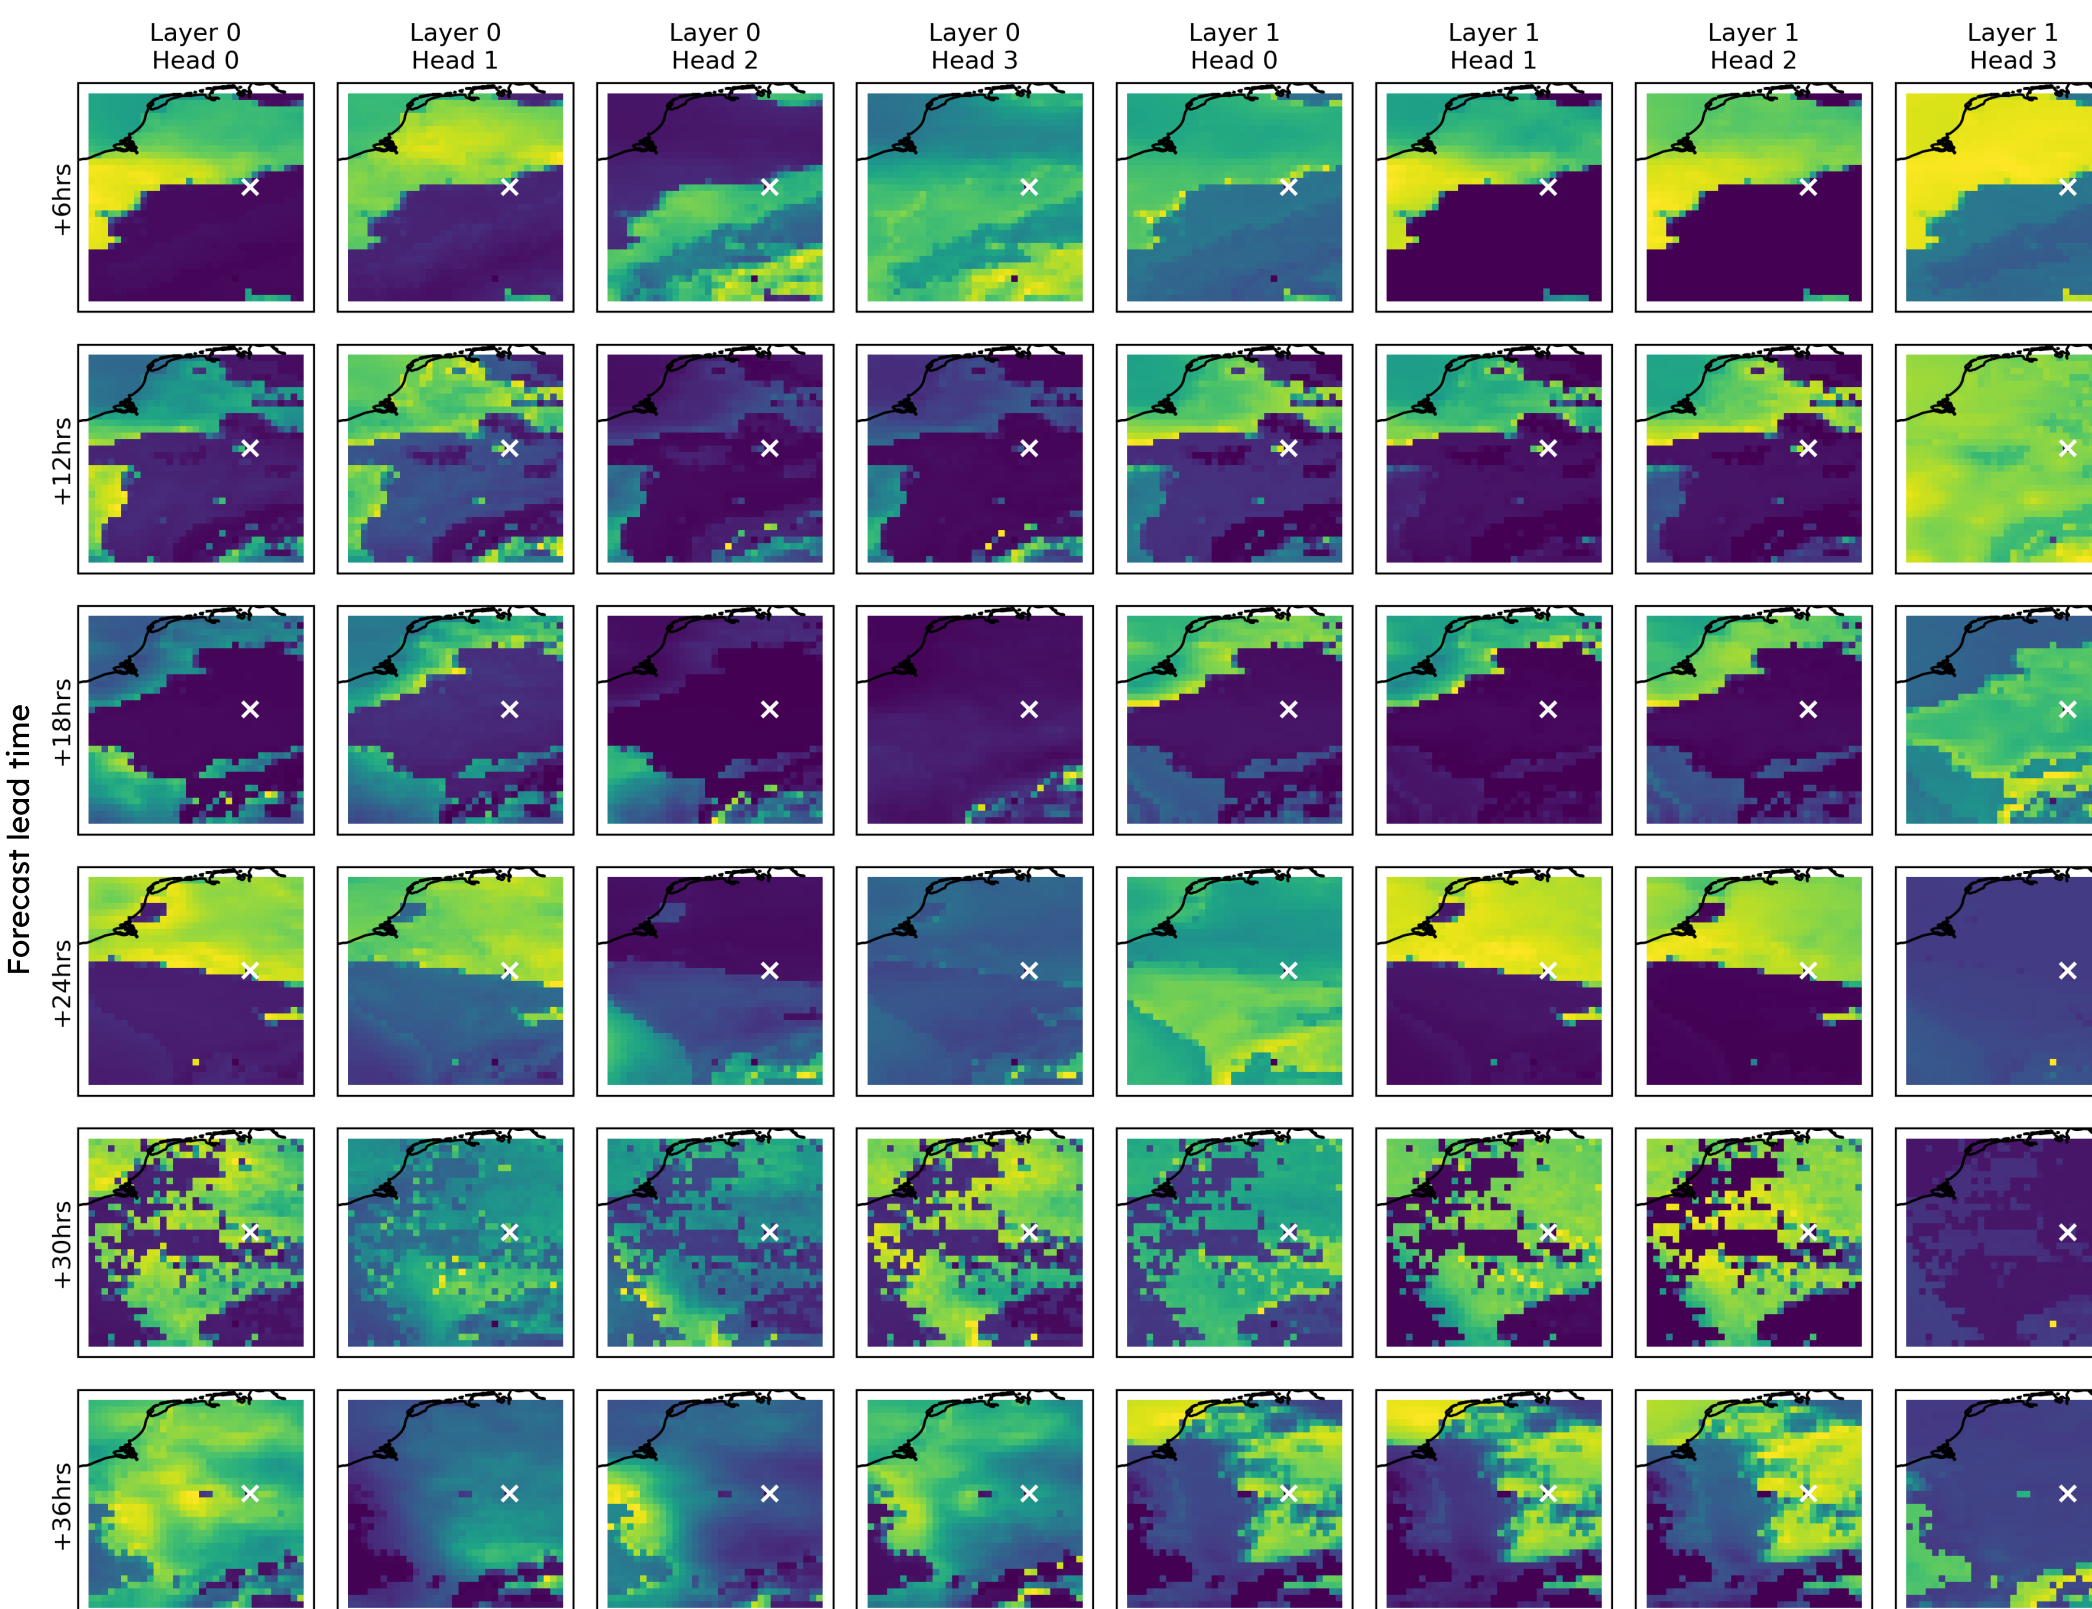 Layer 0 Layer 0 Layer 0 Layer 0 Layer 1 Layer 1 Layer 1 Layer 1
Head 0 Head 1 Head 2 Head 3 Head 0 Head 1 Head 2 Head 3
+6hrs
+12hrs
+18hrs
Forecast lead time
+24hrs
+30hrs
+36hrs